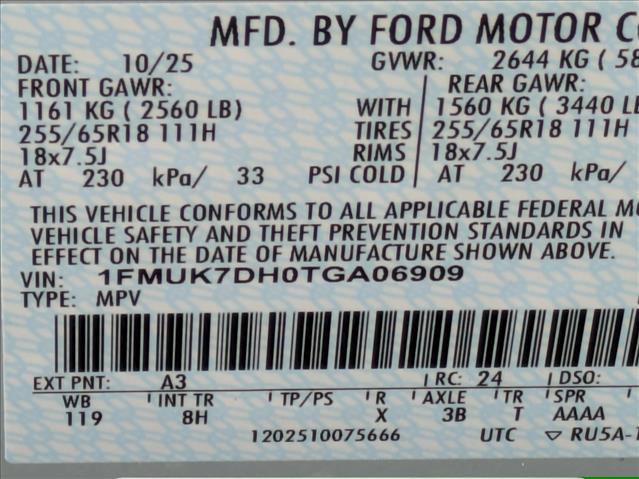 MFD. BY FORD MOTOR
DATE: 10/25 GVWR: 2644 KG (
FRONT GAWR: REAR GAWR:
1161 KG ( 2560 LB) WITH 1560 KG ( 3440
255/65R18 111H TIRES 255/65R18 111H
18x7.5J RIMS 18x7.5J
AT 230 kPa/ 33 PSI COLD AT 230 kPa/
THIS VEHICLE CONFORMS TO ALL APPLICABLE FEDERAL
VEHICLE SAFETY AND THEFT PREVENTION STANDARDS IN
EFFECT ON THE DATE OF MANUFACTURE SHOWN ABOVE.
VIN: 1FMUK7DH0TGA06909
TYPE: MPV
EXT PNT: A3 RC: 24 DSO:
WB INT TR TP/PS R AXLE TR SPR
119 8H X 3B T AAAA
1202510075666 UTC ▽ RU5A-